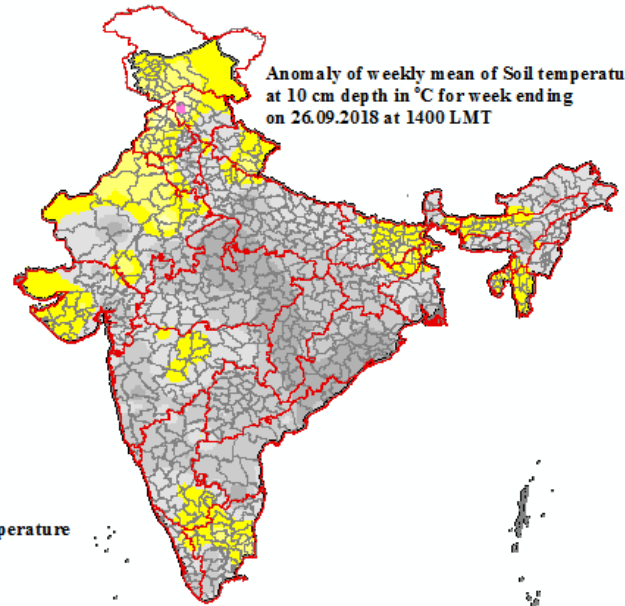 Anomaly of weekly mean of Soil temperatu
at 10 cm depth in °C for week ending
on 26.09.2018 at 1400 LMT
perature